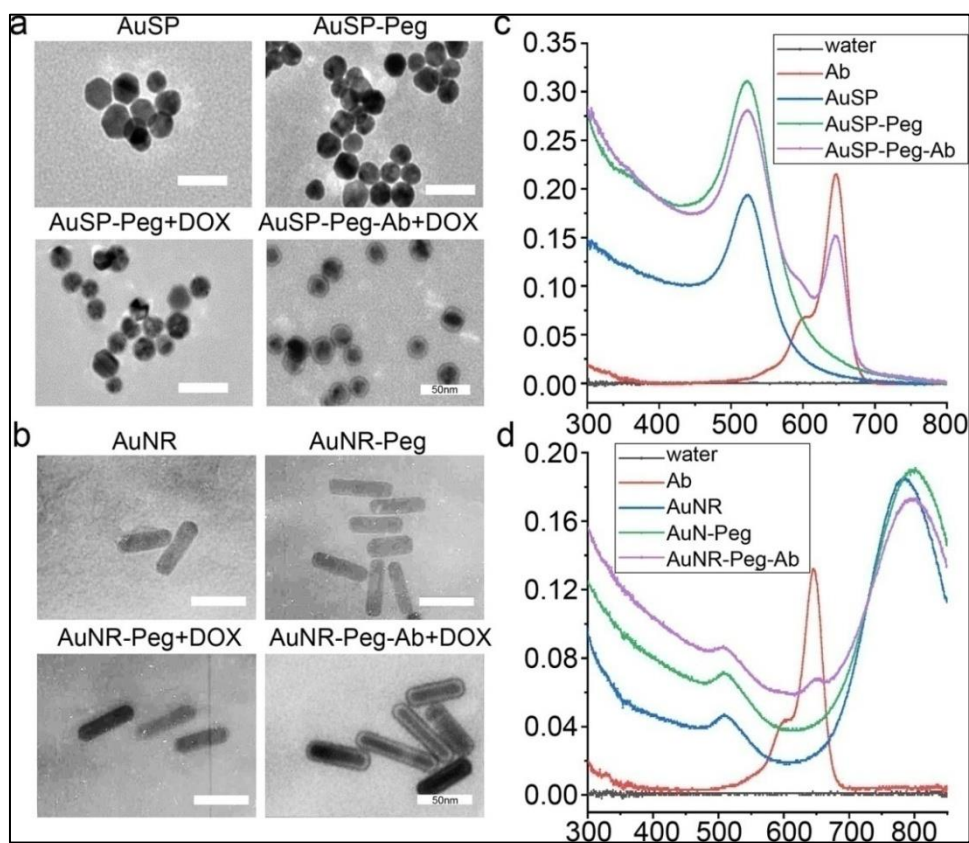 a
AuSP
AuSP-Peg
AuSP-Peg+DOX
AuSP-Peg-Ab+DOX
50nm
b
AuNR
AuNR-Peg
AuNR-Peg+DOX
AuNR-Peg-Ab+DOX
50nm
c
0.35
0.30
0.25
0.20
0.15
0.10
0.05
0.00
water
Ab
AuSP
AuSP-Peg
AuSP-Peg-Ab
300 400 500 600 700 800
d
0.20
0.16
0.12
0.08
0.04
0.00
water
Ab
AuNR
AuN-Peg
AuNR-Peg-Ab
300 400 500 600 700 800